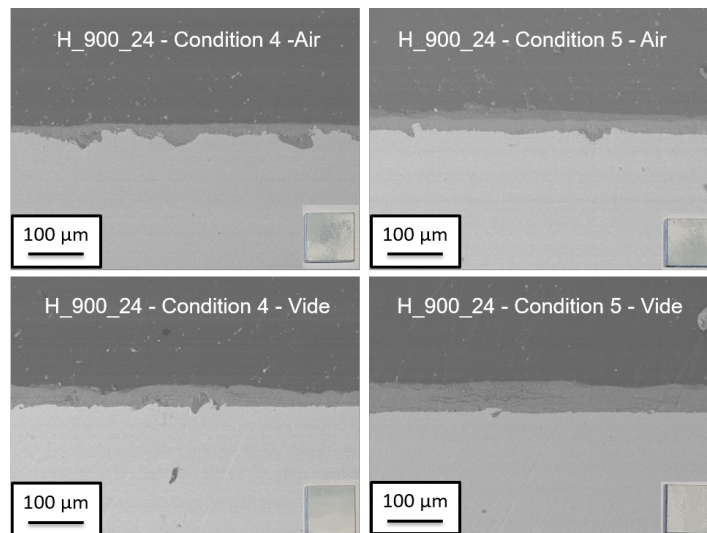 H_900_24 - Condition 4 -Air
H_900_24 - Condition 5 - Air
100 µm
100 µm
H_900_24 - Condition 4 - Vide
H_900_24 - Condition 5 - Vide
100 µm
100 µm